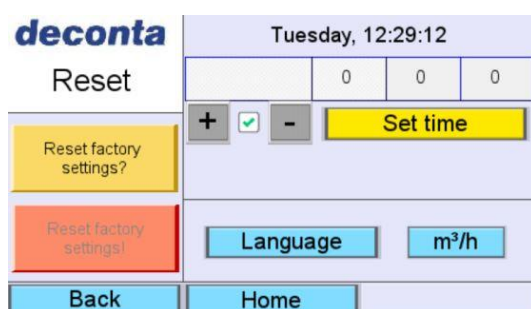 deconta
Tuesday, 12:29:12
Reset
0 0 0
+ - Set time
Reset factory
settings?
Reset factory
settings!
Language m³/h
Back Home